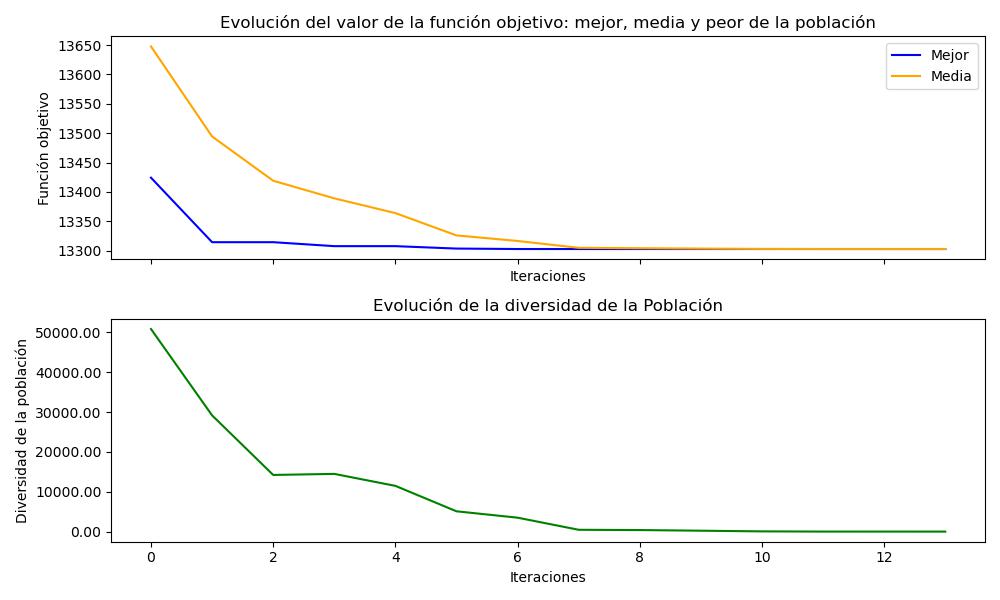 Evolución del valor de la función objetivo: mejor, media y peor de la población
Función objetivo
13650
13600
13550
13500
13450
13400
13350
13300
Mejor
Media
Iteraciones
Evolución de la diversidad de la Población
Diversidad de la población
50000.00
40000.00
30000.00
20000.00
10000.00
0.00
0 2 4 6 8 10 12
Iteraciones